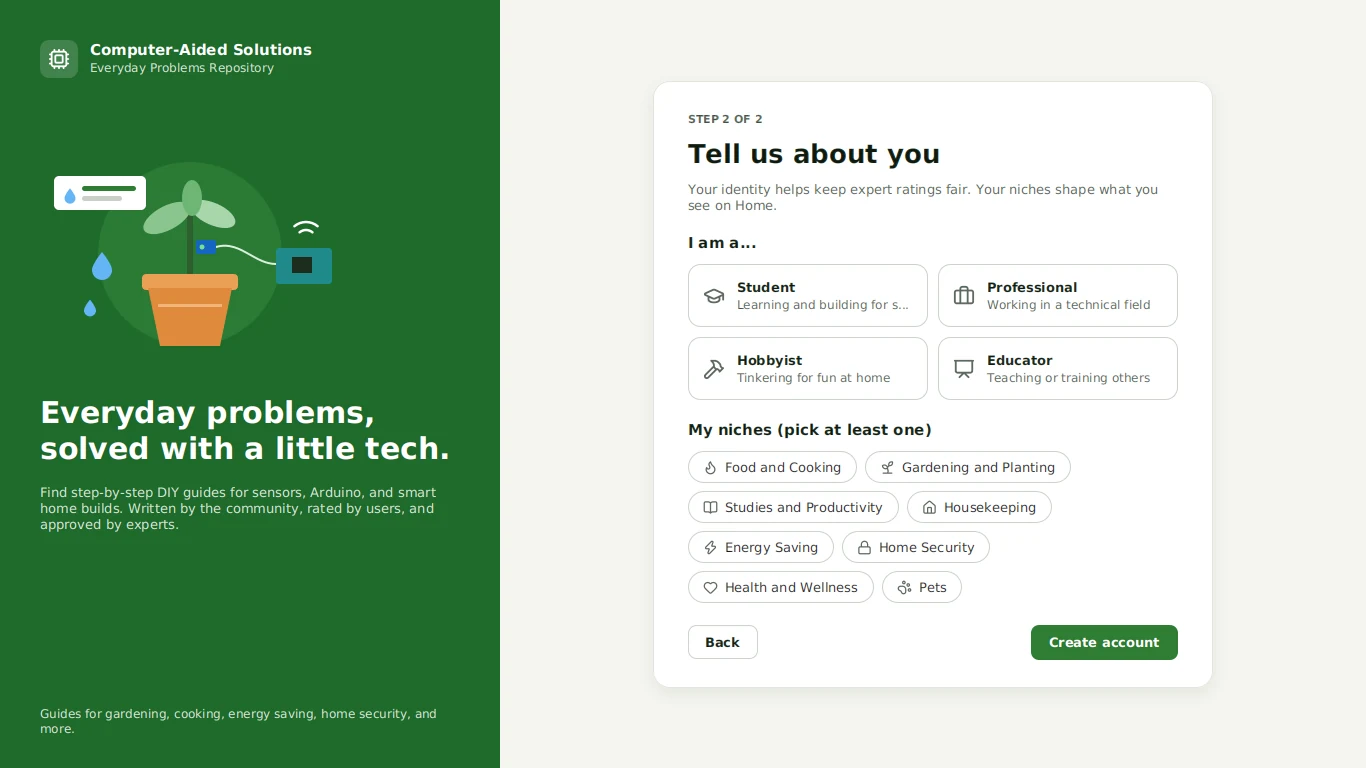 Computer-Aided Solutions
Everyday Problems Repository
Everyday problems,
solved with a little tech.
Find step-by-step DIY guides for sensors, Arduino, and smart
home builds. Written by the community, rated by users, and
approved by experts.
Guides for gardening, cooking, energy saving, home security, and
more.
STEP 2 OF 2
Tell us about you
Your identity helps keep expert ratings fair. Your niches shape what you
see on Home.
I am a...
Student
Learning and building for s...
Professional
Working in a technical field
Hobbyist
Tinkering for fun at home
Educator
Teaching or training others
My niches (pick at least one)
Food and Cooking
Gardening and Planting
Studies and Productivity
Housekeeping
Energy Saving
Home Security
Health and Wellness
Pets
Back
Create account